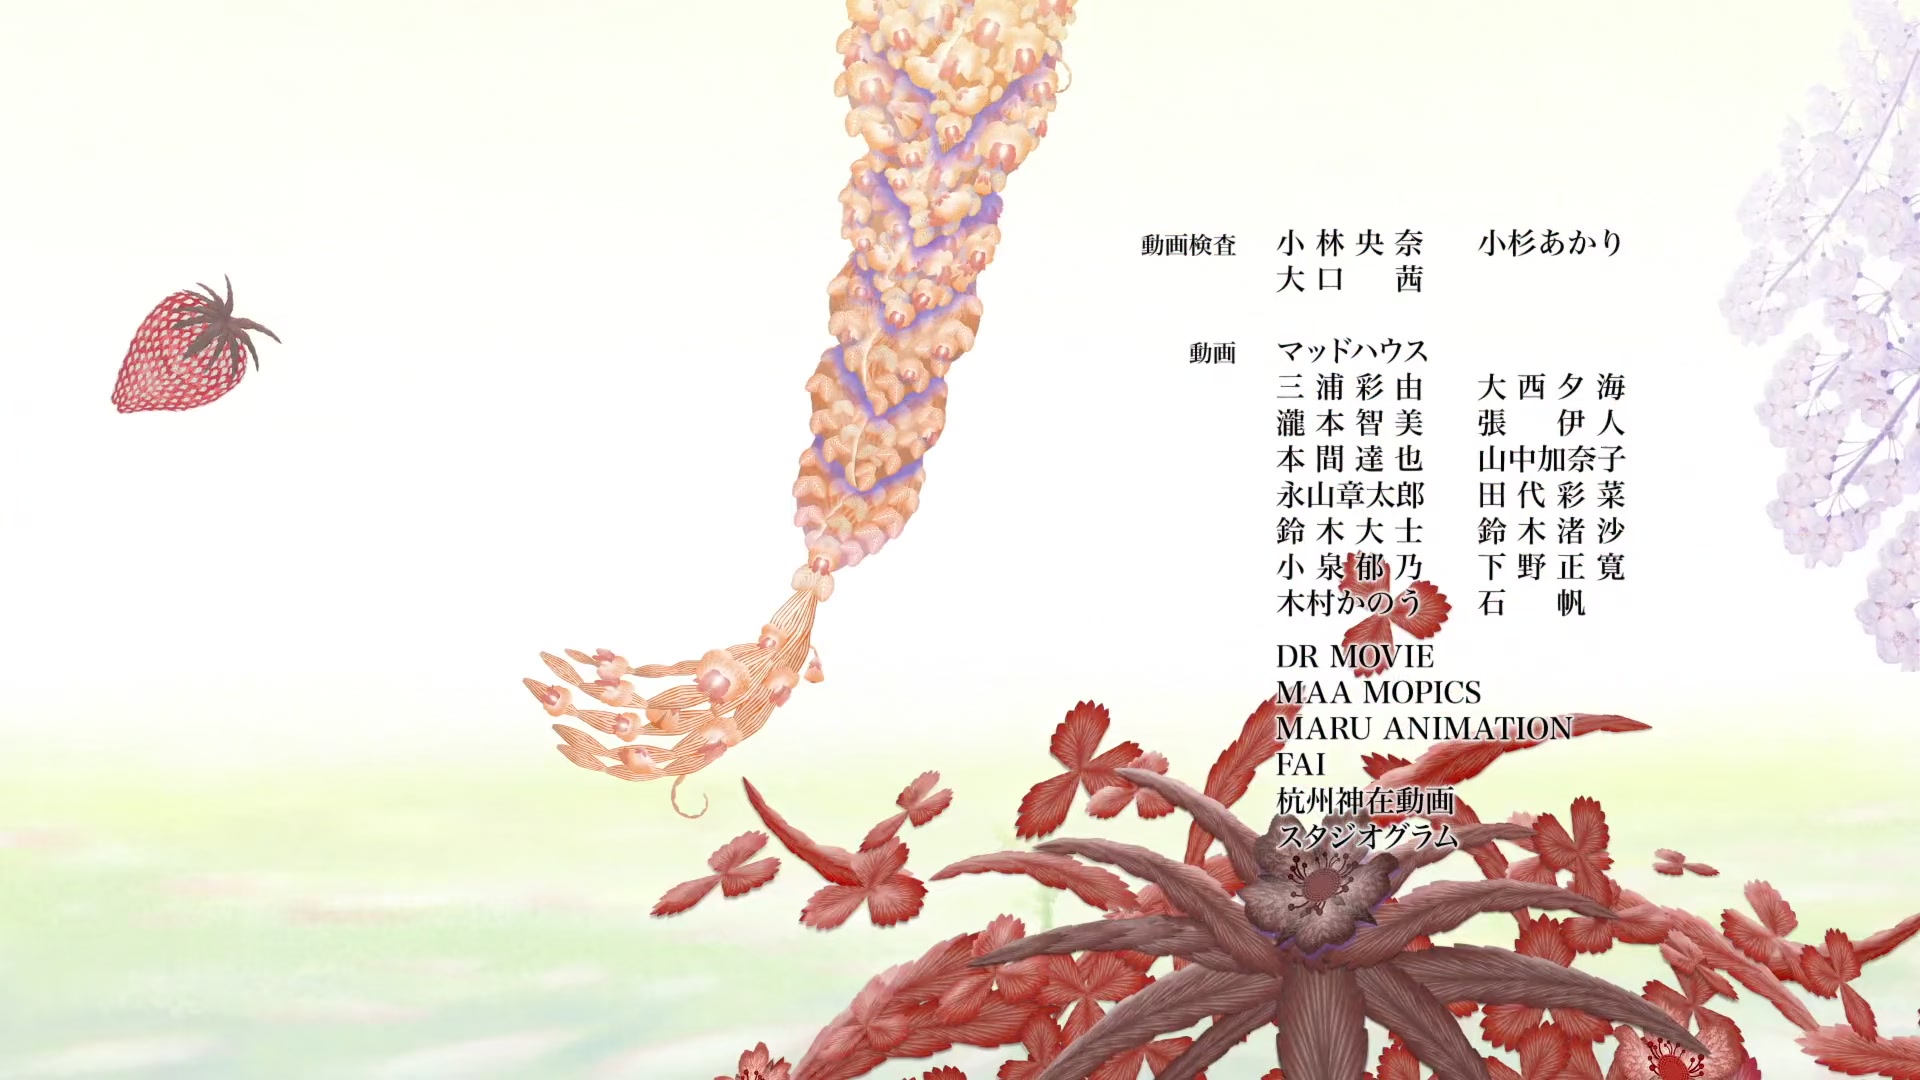 動画検査 小林央奈 小杉あかり
大口 茜
動画 マッドハウス
三浦彩由 大西夕海
瀧本智美 張 伊人
本間達也 山中加奈子
永山章太郎 田代彩菜
鈴木大士 鈴木渚沙
小泉郁乃 下野正寛
木村かのう 石 帆
DR MOVIE
MAA MOPICS
MARU ANIMATION
FAI
杭州神在動画
スタジオグラム